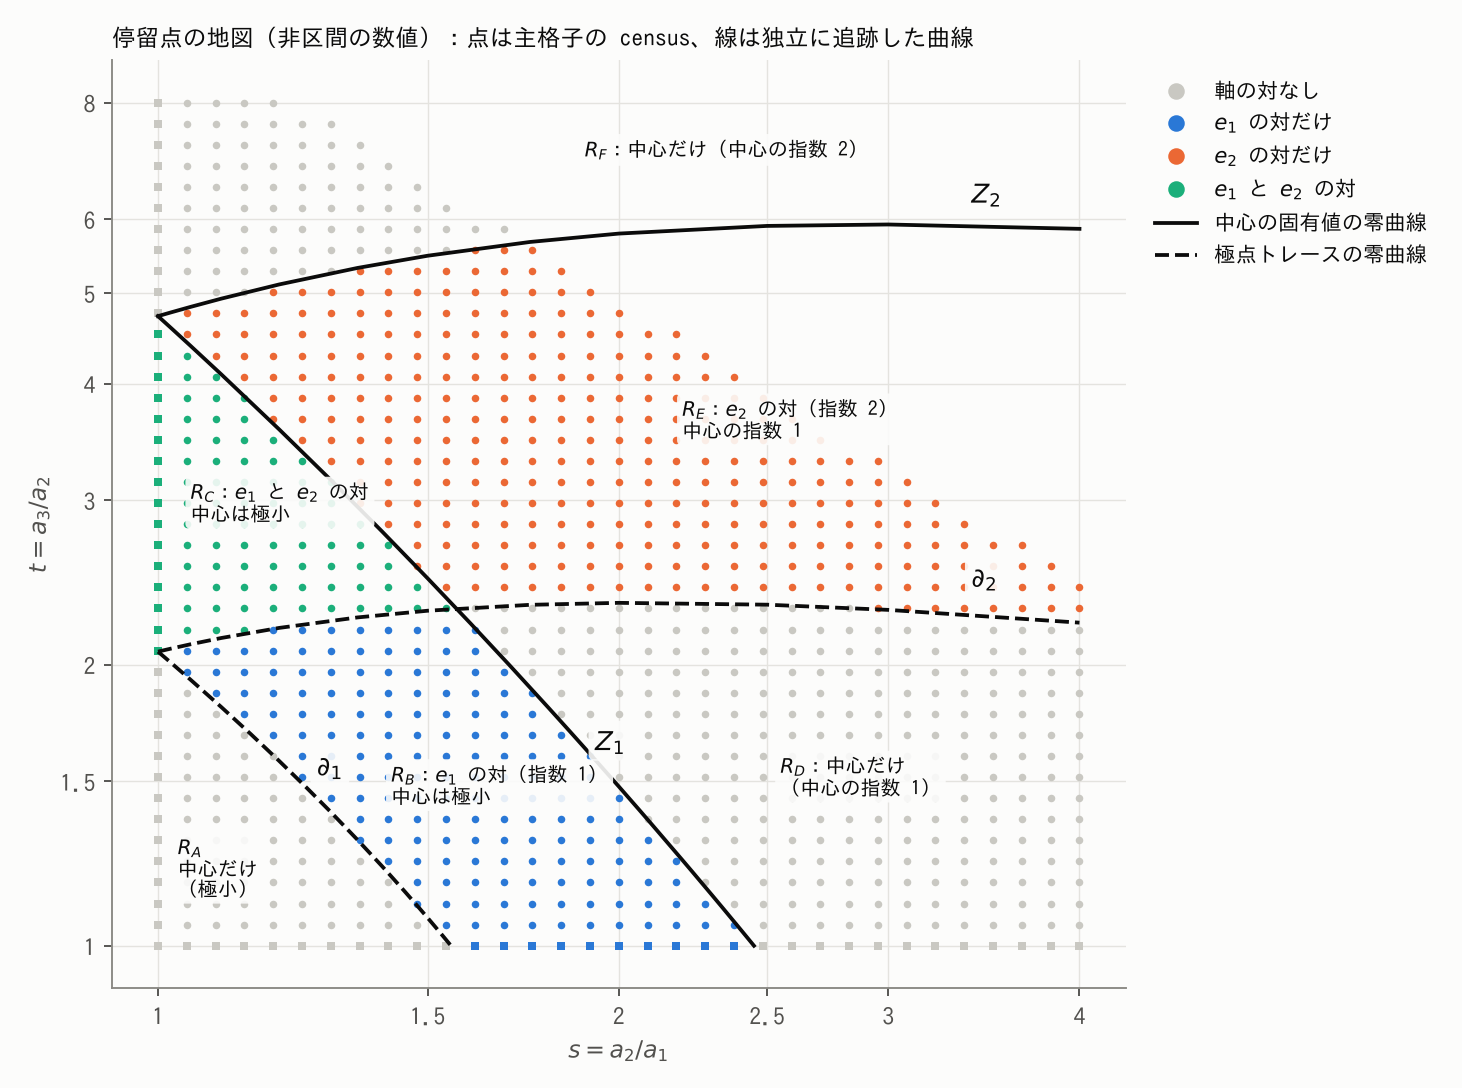 停留点の地図（非区間の数値）：点は主格子の census、線は独立に追跡した曲線
軸の対なし
e₁ の対だけ
e₂ の対だけ
e₁ と e₂ の対
中心の固有値の零曲線
極点トレースの零曲線
R_F：中心だけ（中心の指数 2）
Z₂
R_E：e₂ の対（指数 2）
中心の指数 1
R_C：e₁ と e₂ の対
中心は極小
∂₂
Z₁
∂₁
R_B：e₁ の対（指数 1）
中心は極小
R_D：中心だけ
（中心の指数 1）
R_A
中心だけ
（極小）
8
6
5
4
3
2
1.5
1
t = a₃/a₂
1
1.5
2
2.5
3
4
s = a₂/a₁